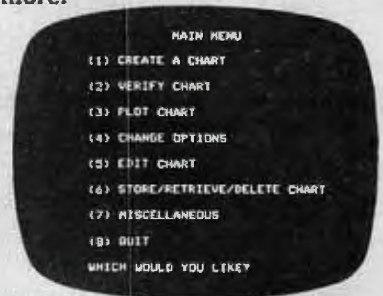 more.
MAIN MENU
(1) CREATE A CHART
(2) VERIFY CHART
(3) PLOT CHART
(4) CHANGE OPTIONS
(5) EDIT CHART
(6) STORE/RETRIEVE/DELETE CHART
(7) MISCELLANEOUS
(8) QUIT
WHICH WOULD YOU LIKE?